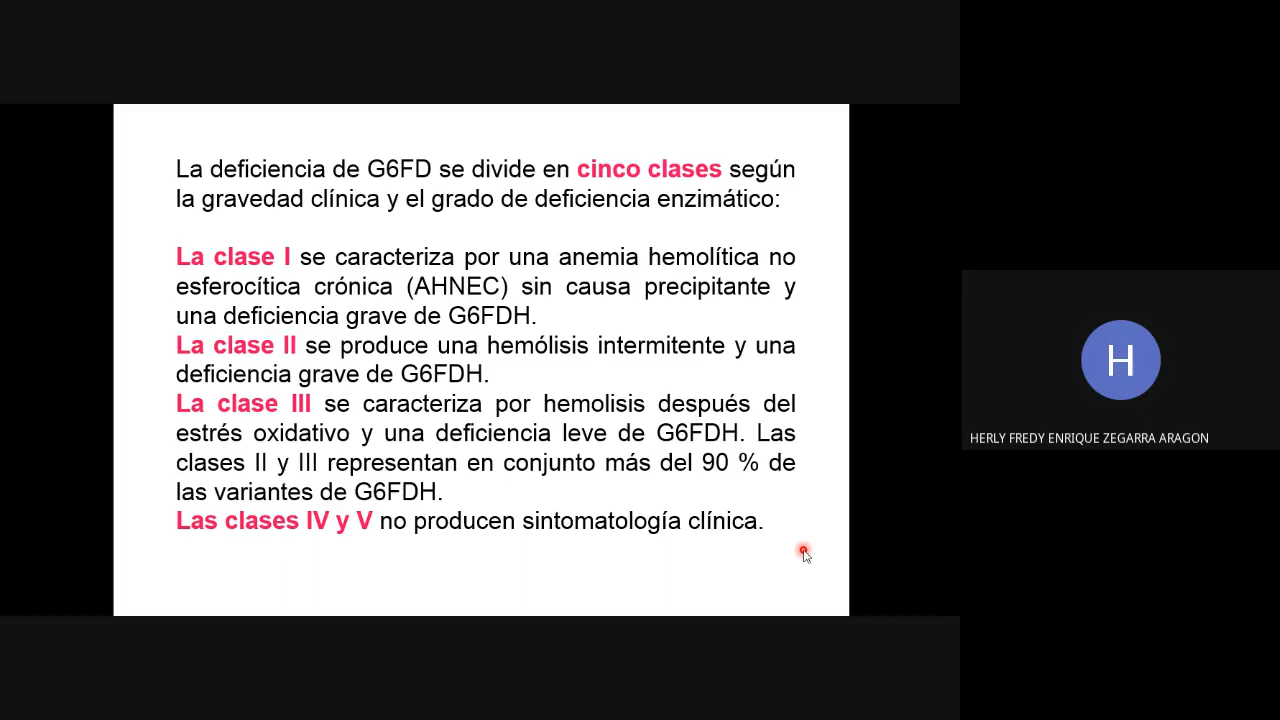 La deficiencia de G6FD se divide en cinco clases según
la gravedad clínica y el grado de deficiencia enzimático:
La clase I se caracteriza por una anemia hemolítica no
esferocítica crónica (AHNEC) sin causa precipitante y
una deficiencia grave de G6FDH.
La clase II se produce una hemólisis intermitente y una
deficiencia grave de G6FDH.
La clase III se caracteriza por hemolisis después del
estrés oxidativo y una deficiencia leve de G6FDH. Las
clases II y III representan en conjunto más del 90 % de
las variantes de G6FDH.
Las clases IV y V no producen sintomatología clínica.
H
HERLY FREDY ENRIQUE ZEGARRA ARAGON